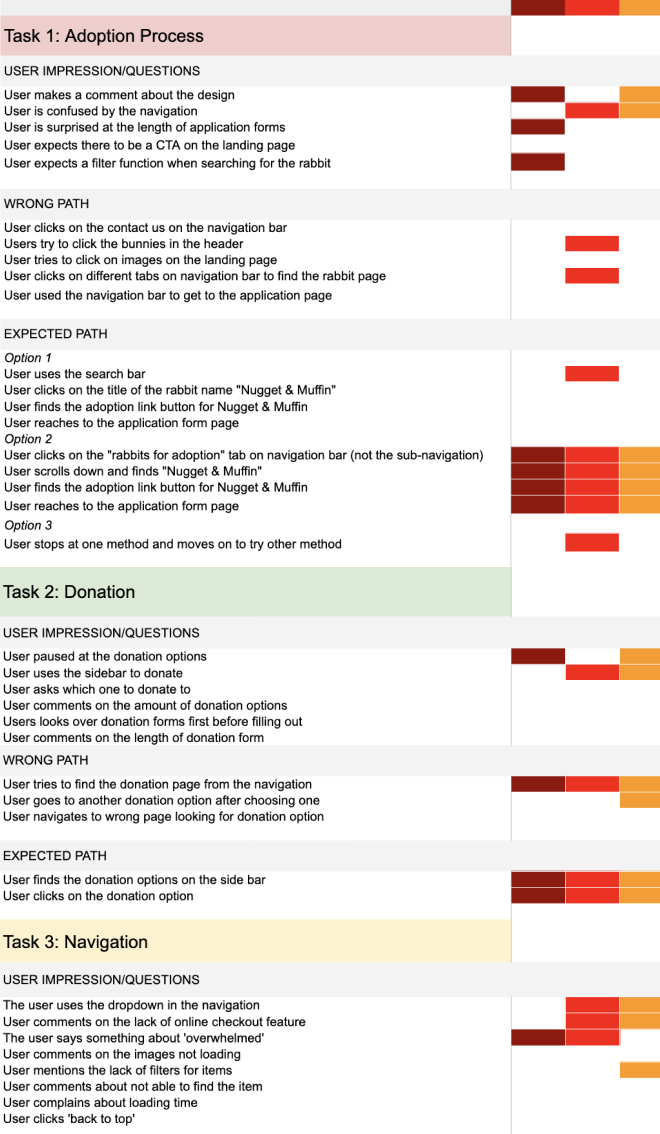 Task 1: Adoption Process
USER IMPRESSION/QUESTIONS
User makes a comment about the design
User is confused by the navigation
User is surprised at the length of application forms
User expects there to be a CTA on the landing page
User expects a filter function when searching for the rabbit
WRONG PATH
User clicks on the contact us on the navigation bar
Users try to click the bunnies in the header
User tries to click on images on the landing page
User clicks on different tabs on navigation bar to find the rabbit page
User used the navigation bar to get to the application page
EXPECTED PATH
Option 1
User uses the search bar
User clicks on the title of the rabbit name "Nugget & Muffin"
User finds the adoption link button for Nugget & Muffin
User reaches to the application form page
Option 2
User clicks on the "rabbits for adoption" tab on navigation bar (not the sub-navigation)
User scrolls down and finds "Nugget & Muffin"
User finds the adoption link button for Nugget & Muffin
User reaches to the application form page
Option 3
User stops at one method and moves on to try other method
Task 2: Donation
USER IMPRESSION/QUESTIONS
User paused at the donation options
User uses the sidebar to donate
User asks which one to donate to
User comments on the amount of donation options
Users looks over donation forms first before filling out
User comments on the length of donation form
WRONG PATH
User tries to find the donation page from the navigation
User goes to another donation option after choosing one
User navigates to wrong page looking for donation option
EXPECTED PATH
User finds the donation options on the side bar
User clicks on the donation option
Task 3: Navigation
USER IMPRESSION/QUESTIONS
The user uses the dropdown in the navigation
User comments on the lack of online checkout feature
The user says something about 'overwhelmed'
User comments on the images not loading
User mentions the lack of filters for items
User comments about not able to find the item
User complains about loading time
User clicks 'back to top'